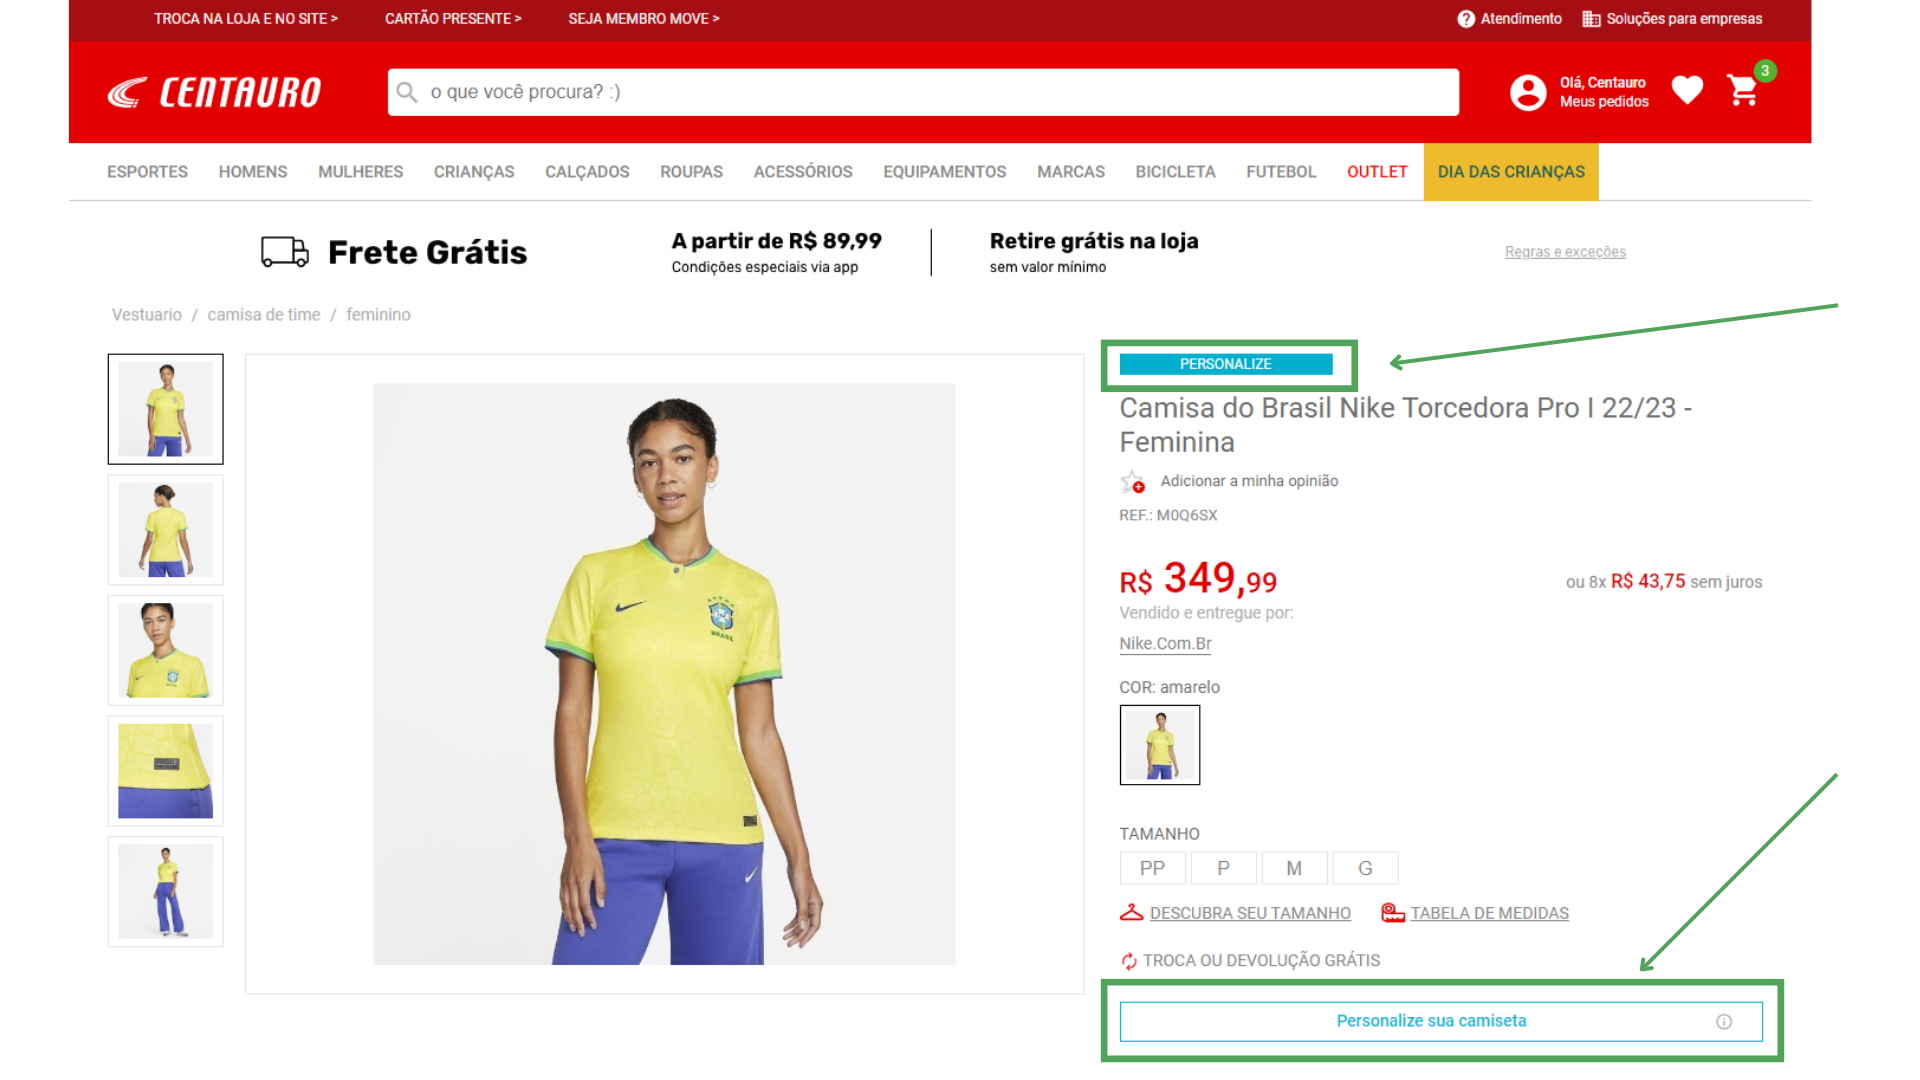 TROCA NA LOJA E NO SITE > CARTÃO PRESENTE > SEJA MEMBRO MOVE > Atendimento Soluções para empresas
CENTAURO
o que você procura? :)
Olá, Centauro
Meus pedidos
3
ESPORTES HOMENS MULHERES CRIANÇAS CALÇADOS ROUPAS ACESSÓRIOS EQUIPAMENTOS MARCAS BICICLETA FUTEBOL OUTLET DIA DAS CRIANÇAS
Frete Grátis
A partir de R$ 89,99
Condições especiais via app
Retire grátis na loja
sem valor mínimo
Regras e exceções
Vestuario / camisa de time / feminino
PERSONALIZE
Camisa do Brasil Nike Torcedora Pro I 22/23 -
Feminina
Adicionar a minha opinião
REF.: M0Q6SX
R$ 349,99
ou 8x R$ 43,75 sem juros
Vendido e entregue por:
Nike.Com.Br
COR: amarelo
BRASIL
TAMANHO
PP P M G
DESCUBRA SEU TAMANHO TABELA DE MEDIDAS
TROCA OU DEVOLUÇÃO GRÁTIS
Personalize sua camiseta